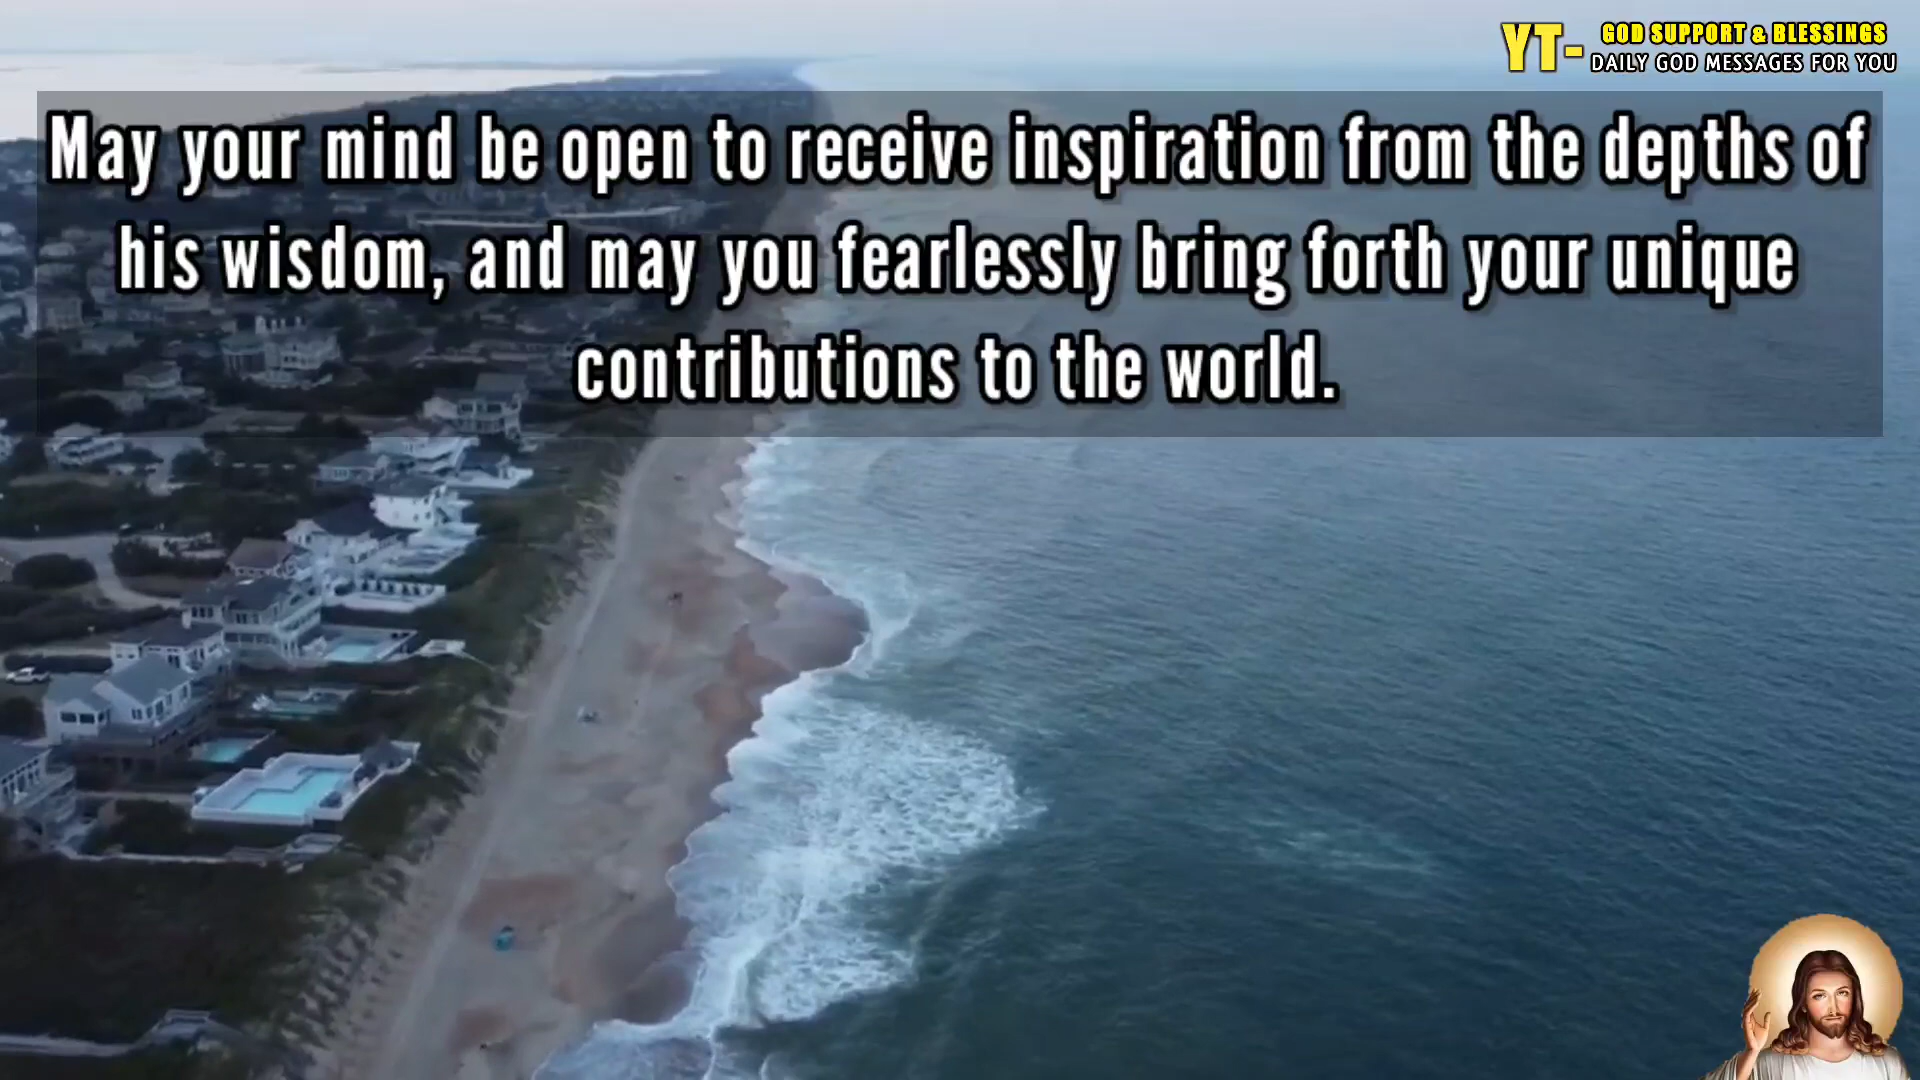 YT- GOD SUPPORT & BLESSINGS
DAILY GOD MESSAGES FOR YOU
May your mind be open to receive inspiration from the depths of
his wisdom, and may you fearlessly bring forth your unique
contributions to the world.